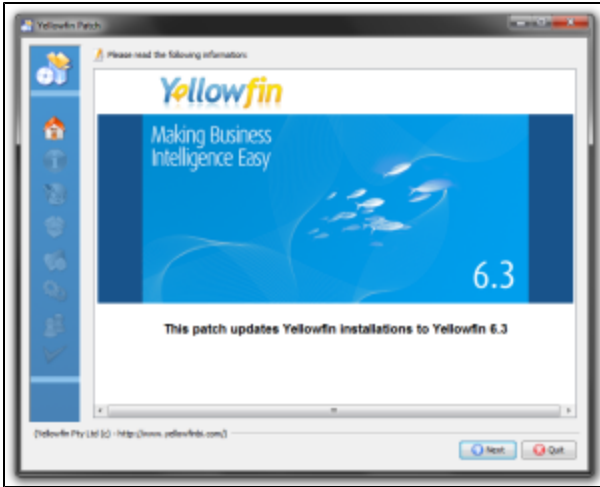 Yellowfin Patch
Please read the following information:
Yellowfin
Making Business
Intelligence Easy
6.3
This patch updates Yellowfin installations to Yellowfin 6.3
(Yellowfin Pty Ltd (c) - http://www.yellowfinbi.com/)
Next
Quit